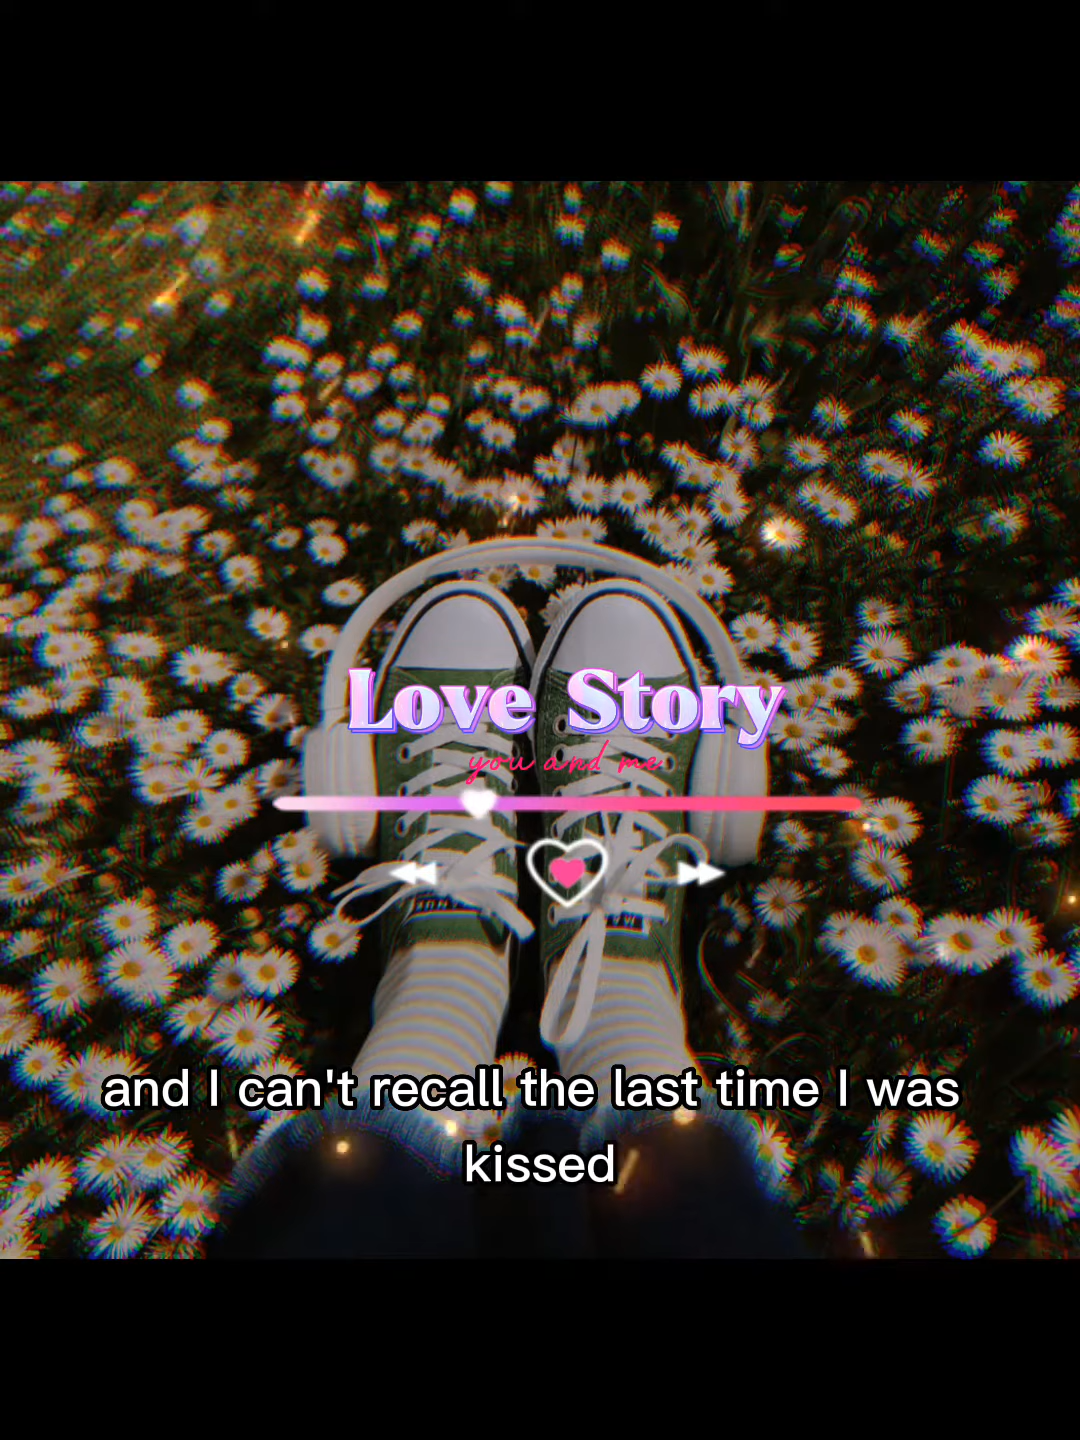 Love Story
you and me
and I can't recall the last time I was
kissed